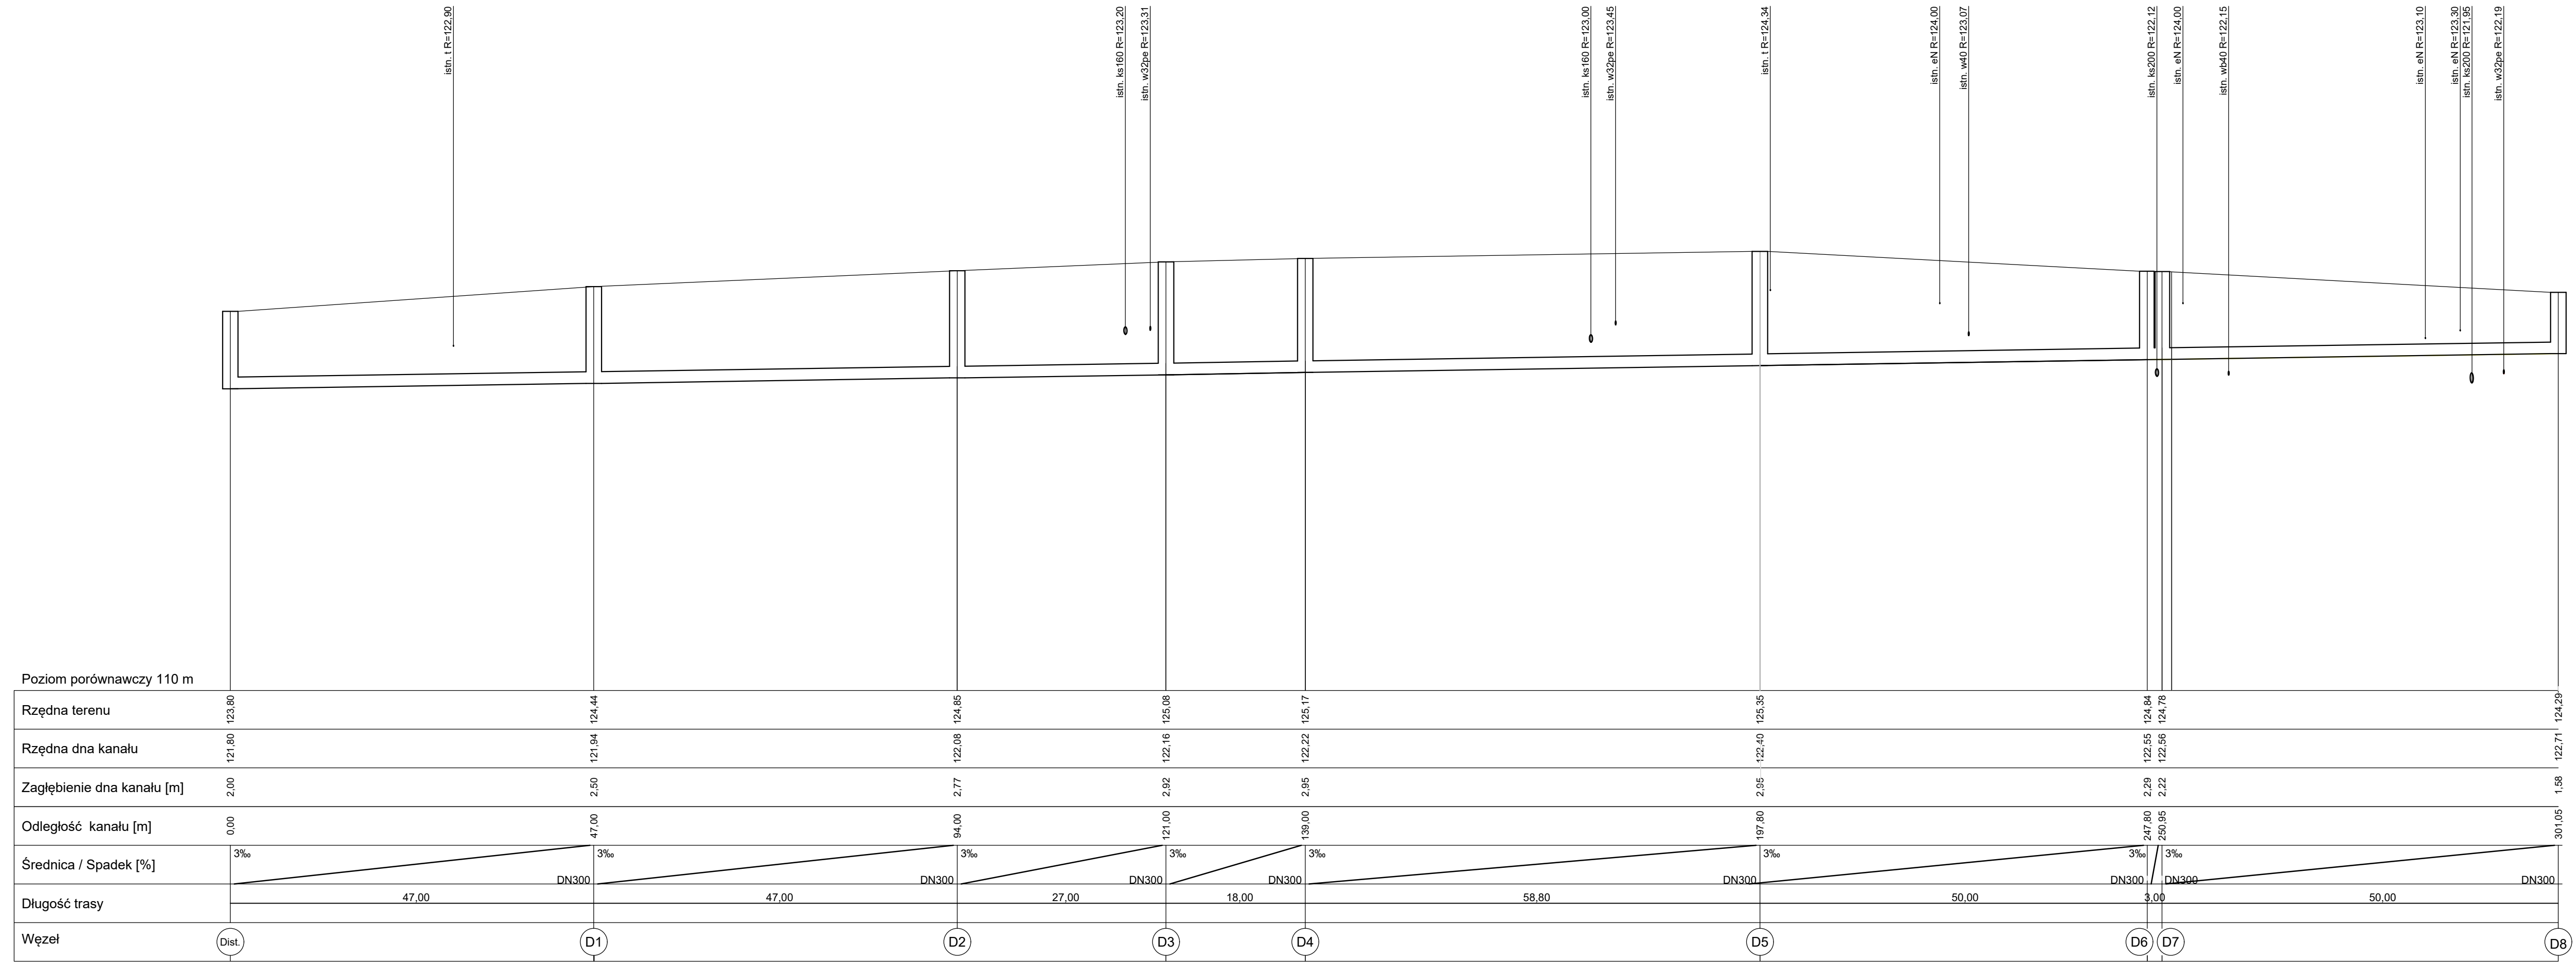 istn. t R=122,90
istn. ks160 R=123,20
istn. w32pe R=123,31
istn. ks160 R=123,00
istn. w32pe R=123,45
istn. t R=124,34
istn. eN R=124,00
istn. w40 R=123,07
istn. ks200 R=122,12
istn. eN R=124,00
istn. wb40 R=122,15
istn. eN R=123,10
istn. eN R=123,30
istn. ks200 R=121,95
istn. w32pe R=122,19
Poziom porównawczy 110 m
Rzędna terenu 123,80 124,44 124,85 125,08 125,17 125,35 124,84 124,78 124,29
Rzędna dna kanału 121,80 121,94 122,08 122,16 122,22 122,40 122,55 122,56 122,71
Zagłębienie dna kanału [m] 2,00 2,50 2,77 2,92 2,95 2,95 2,29 2,22 1,58
Odległość kanału [m] 0,00 47,00 94,00 121,00 139,00 197,80 247,80 250,95 301,05
3‰ 3‰ 3‰ 3‰ 3‰ 3‰ 3‰ 3‰
Średnica / Spadek [%]
DN300 DN300 DN300 DN300 DN300 DN300 DN300 DN300
Długość trasy 47,00 47,00 27,00 18,00 58,80 50,00 3,00 50,00
Węzeł Dist. D1 D2 D3 D4 D5 D6 D7 D8